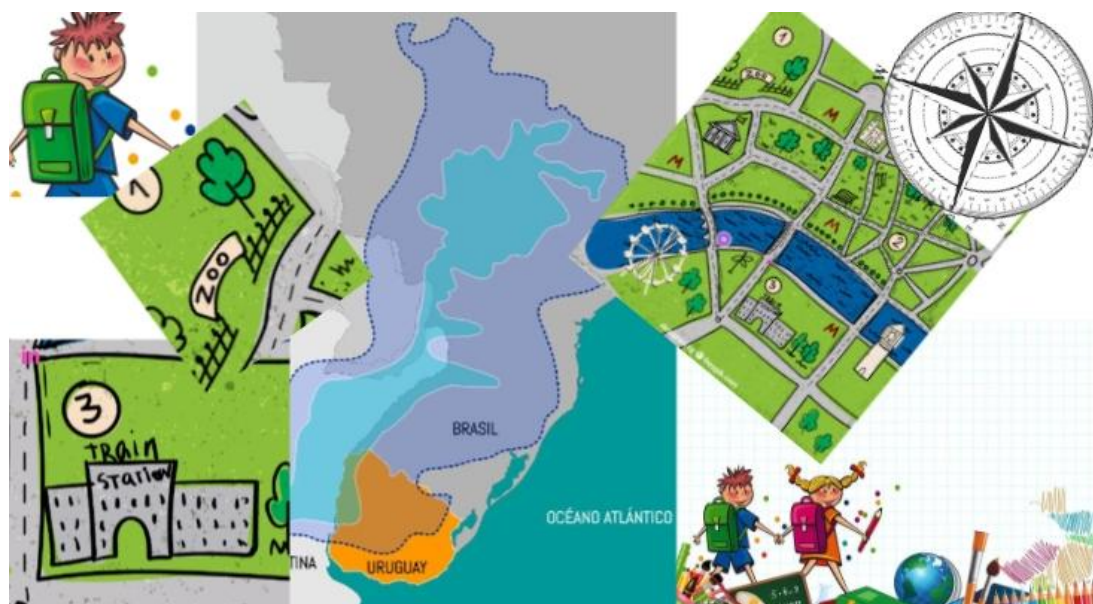 1
ZOO
3
TRAIN
STATION
M
BRASIL
OCÉANO ATLÁNTICO
TINA
URUGUAY
1
ZOO
M
M
M
M
2
3
M